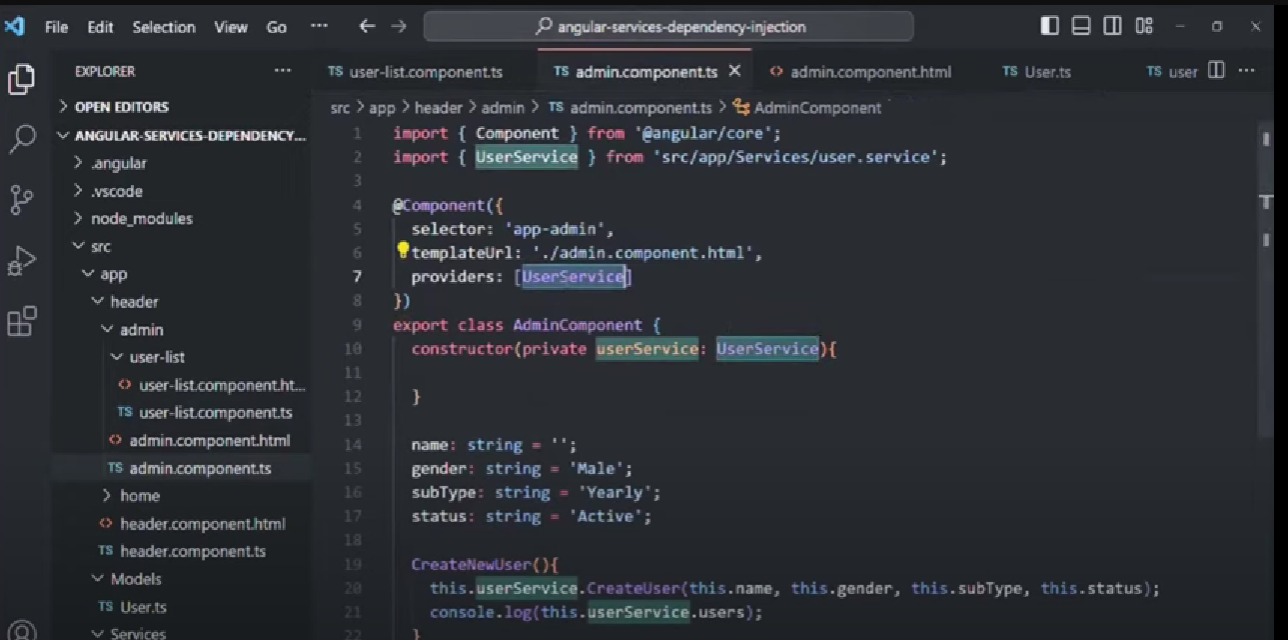 File Edit Selection View Go ··· angular-services-dependency-injection
EXPLORER ···
OPEN EDITORS
ANGULAR-SERVICES-DEPENDENCY...
.angular
.vscode
node_modules
src
app
header
admin
user-list
user-list.component.ht...
TS user-list.component.ts
admin.component.html
TS admin.component.ts
home
header.component.html
TS header.component.ts
Models
TS User.ts
Services
TS user-list.component.ts TS admin.component.ts admin.component.html TS User.ts TS user ···
src > app > header > admin > TS admin.component.ts > AdminComponent
1 import { Component } from '@angular/core';
2 import { UserService } from 'src/app/Services/user.service';
3
4 @Component({
5 selector: 'app-admin',
6 templateUrl: './admin.component.html',
7 providers: [UserService]
8 })
9 export class AdminComponent {
10 constructor(private userService: UserService){
11
12 }
13
14 name: string = '';
15 gender: string = 'Male';
16 subType: string = 'Yearly';
17 status: string = 'Active';
18
19 CreateNewUser(){
20 this.userService.CreateUser(this.name, this.gender, this.subType, this.status);
21 console.log(this.userService.users);
22 }